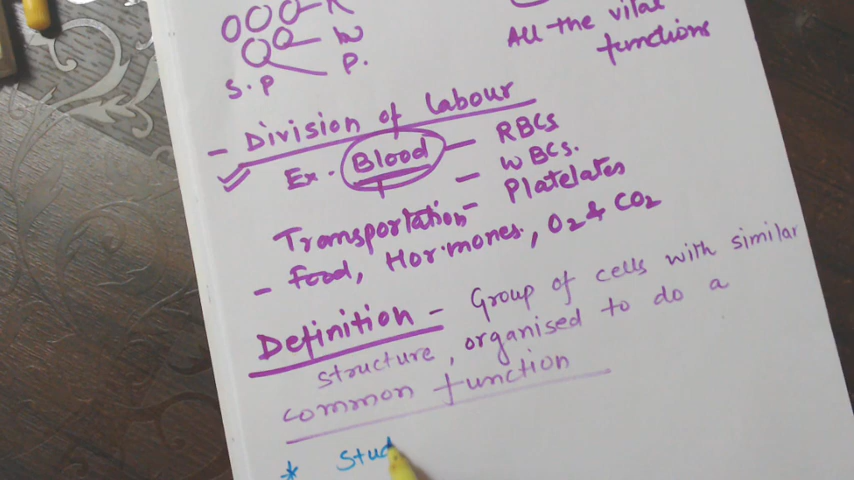 All the vital
functions
W
P.
S.P
- Division of labour
Ex. Blood - RBCs
- WBCs.
- Platelates
Transportation
- food, Hormones, O2 & CO2
Definition - Group of cells with similar
structure, organised to do a
common function
* Stud